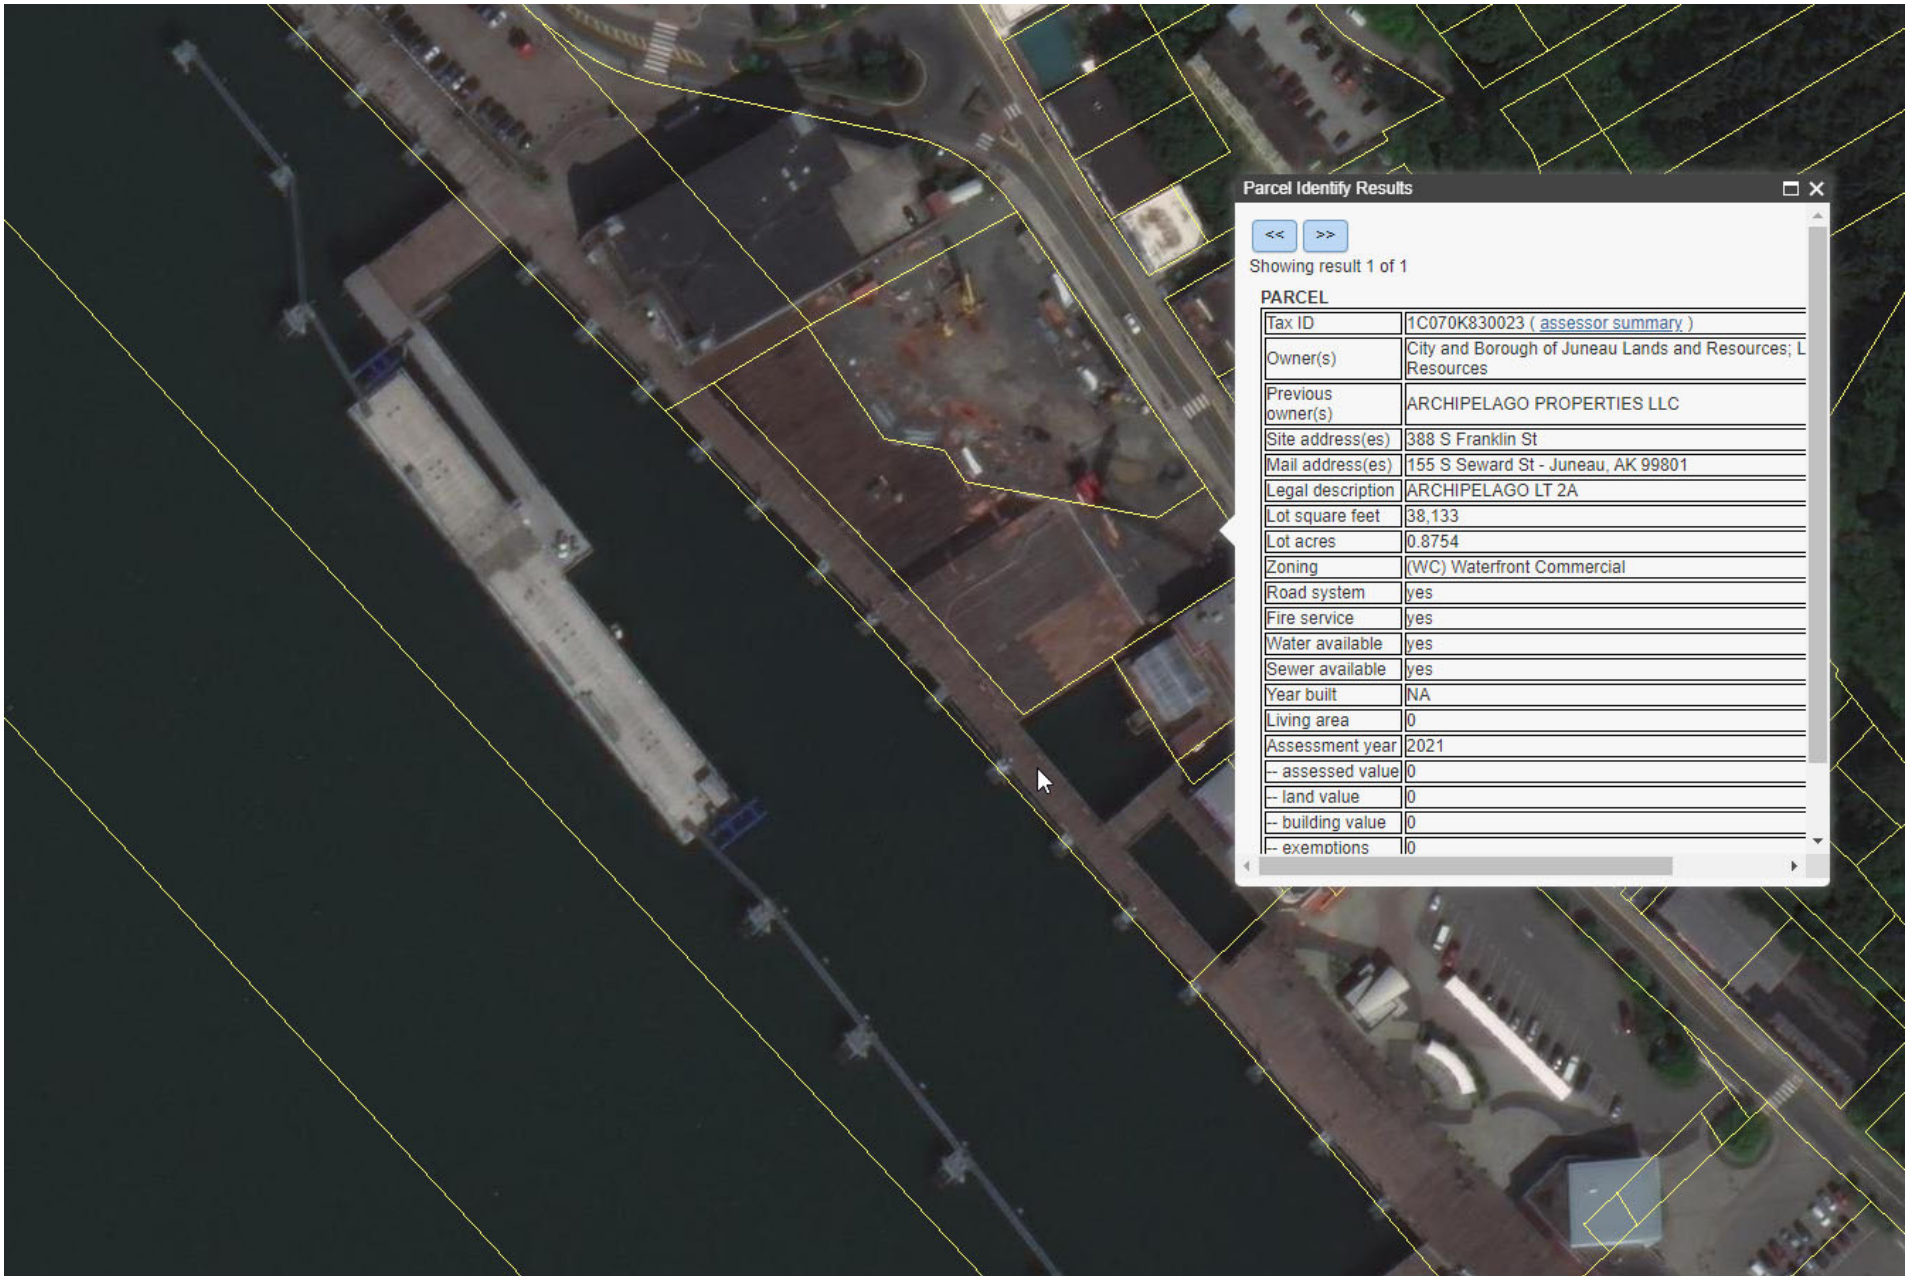 Parcel Identify Results
<< >>
Showing result 1 of 1
PARCEL
Tax ID 1C070K830023 ( assessor summary )
Owner(s) City and Borough of Juneau Lands and Resources; L
Resources
Previous
owner(s) ARCHIPELAGO PROPERTIES LLC
Site address(es) 388 S Franklin St
Mail address(es) 155 S Seward St - Juneau, AK 99801
Legal description ARCHIPELAGO LT 2A
Lot square feet 38,133
Lot acres 0.8754
Zoning (WC) Waterfront Commercial
Road system yes
Fire service yes
Water available yes
Sewer available yes
Year built NA
Living area 0
Assessment year 2021
-- assessed value 0
-- land value 0
-- building value 0
-- exemptions 0